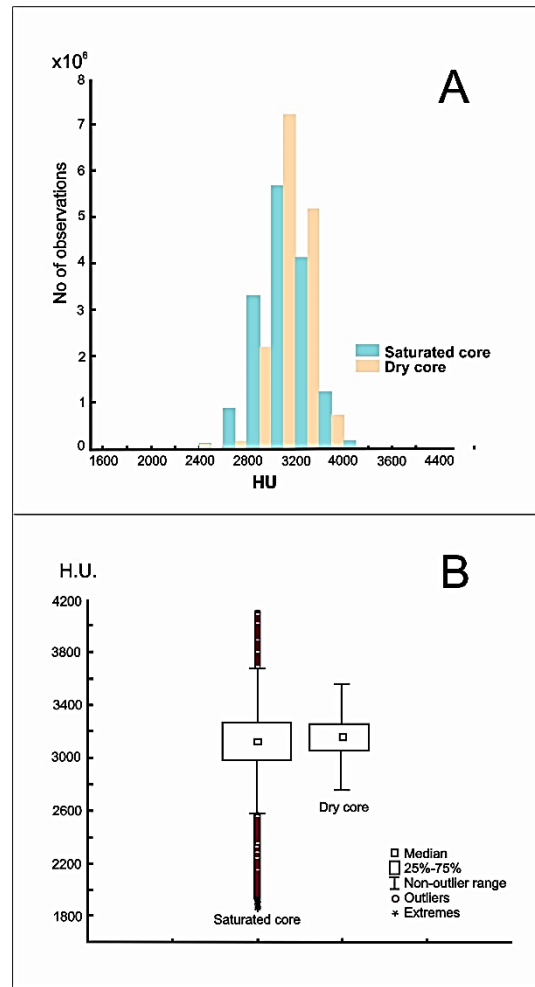 A
x10⁶
8
7
6
5
4
3
2
1
0
No of observations
Saturated core
Dry core
1600 2000 2400 2800 3200 4000 3600 4400
HU
B
H.U.
4200
3800
3400
3000
2600
2200
1800
Dry core
Saturated core
Median
25%-75%
Non-outlier range
Outliers
Extremes